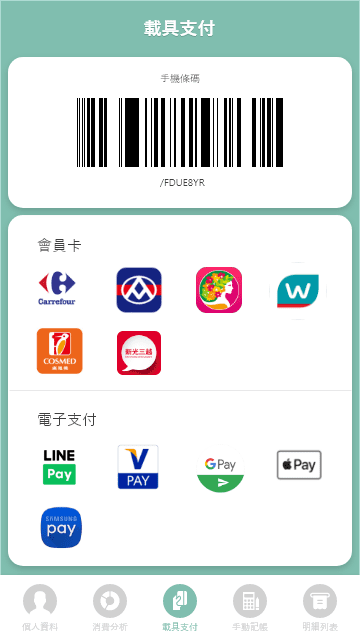 載具支付
手機條碼
/FDUE8YR
會員卡
Carrefour
W
COSMED
康是美
新光三越
電子支付
LINE
Pay
V
PAY
G Pay
Pay
SAMSUNG
pay
個人資料
消費分析
載具支付
手動記帳
明細列表